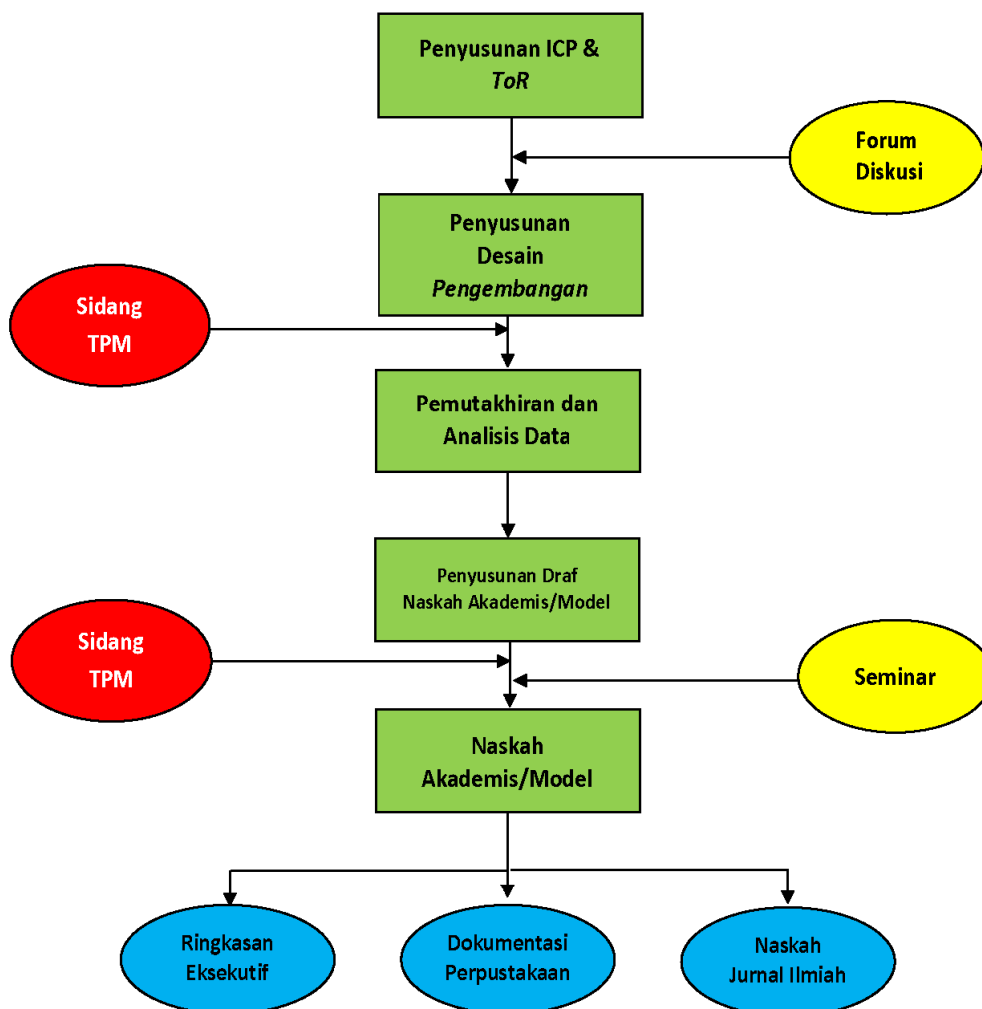 Penyusunan ICP &
ToR
Forum
Diskusi
Penyusunan
Desain
Pengembangan
Sidang
TPM
Pemutakhiran dan
Analisis Data
Penyusunan Draf
Naskah Akademis/Model
Sidang
TPM
Seminar
Naskah
Akademis/Model
Ringkasan
Eksekutif
Dokumentasi
Perpustakaan
Naskah
Jurnal Ilmiah